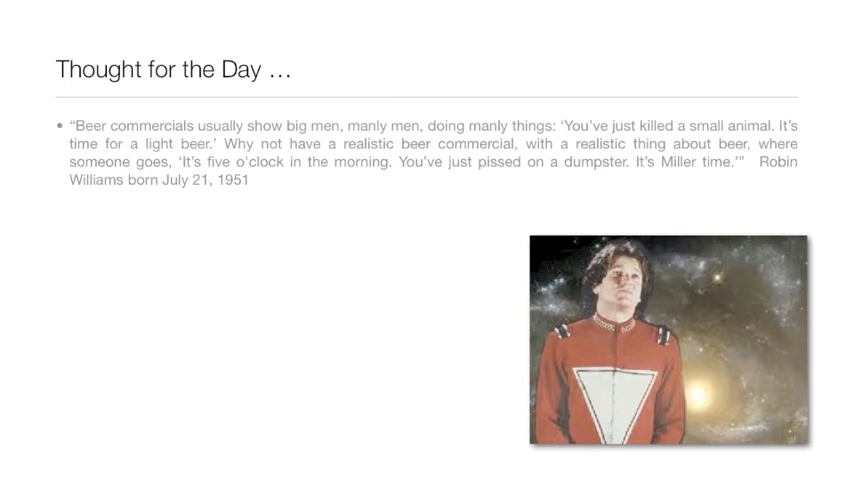 Thought for the Day …
• “Beer commercials usually show big men, manly men, doing manly things: ‘You’ve just killed a small animal. It’s
time for a light beer.’ Why not have a realistic beer commercial, with a realistic thing about beer, where
someone goes, ‘It’s five o’clock in the morning. You’ve just pissed on a dumpster. It’s Miller time.’” Robin
Williams born July 21, 1951